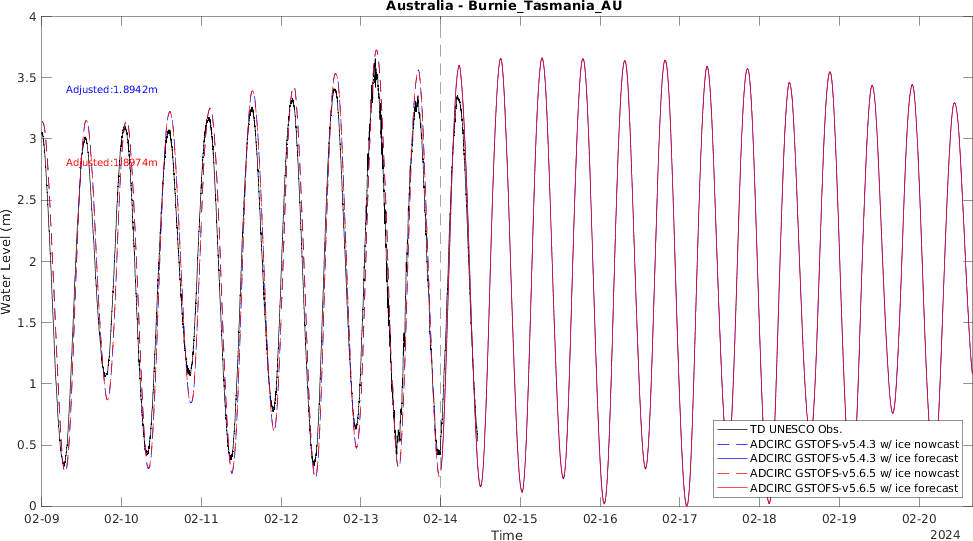 Australia - Burnie_Tasmania_AU
4
3.5
3
2.5
2
1.5
1
0.5
0
Water Level (m)
Adjusted:1.8942m
Adjusted:1.8974m
TD UNESCO Obs.
ADCIRC GSTOFS-v5.4.3 w/ ice nowcast
ADCIRC GSTOFS-v5.4.3 w/ ice forecast
ADCIRC GSTOFS-v5.6.5 w/ ice nowcast
ADCIRC GSTOFS-v5.6.5 w/ ice forecast
02-09 02-10 02-11 02-12 02-13 02-14 02-15 02-16 02-17 02-18 02-19 02-20
Time
2024